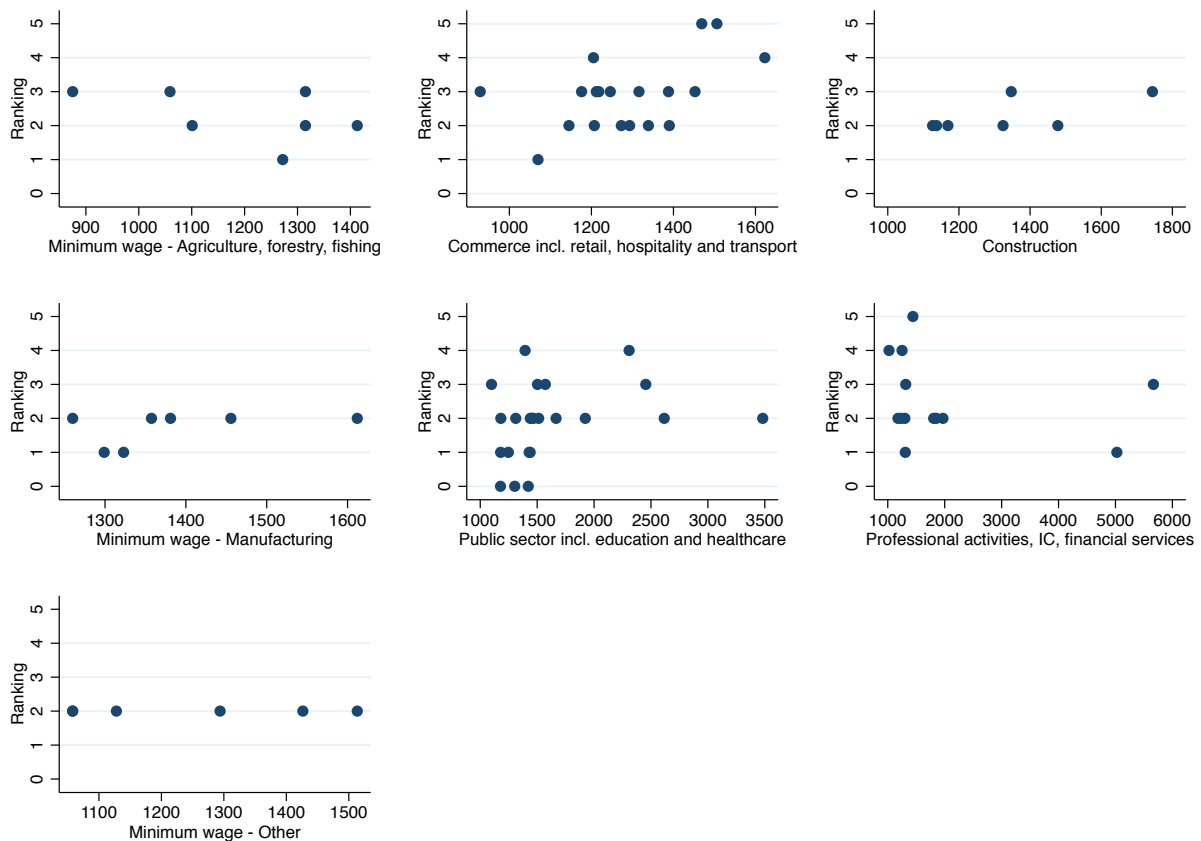 Ranking
5
4
3
2
1
0
900 1000 1100 1200 1300 1400
Minimum wage - Agriculture, forestry, fishing
Ranking
5
4
3
2
1
0
1000 1200 1400 1600
Commerce incl. retail, hospitality and transport
Ranking
5
4
3
2
1
0
1000 1200 1400 1600 1800
Construction
Ranking
5
4
3
2
1
0
1300 1400 1500 1600
Minimum wage - Manufacturing
Ranking
5
4
3
2
1
0
1000 1500 2000 2500 3000 3500
Public sector incl. education and healthcare
Ranking
5
4
3
2
1
0
1000 2000 3000 4000 5000 6000
Professional activities, IC, financial services
Ranking
5
4
3
2
1
0
1100 1200 1300 1400 1500
Minimum wage - Other